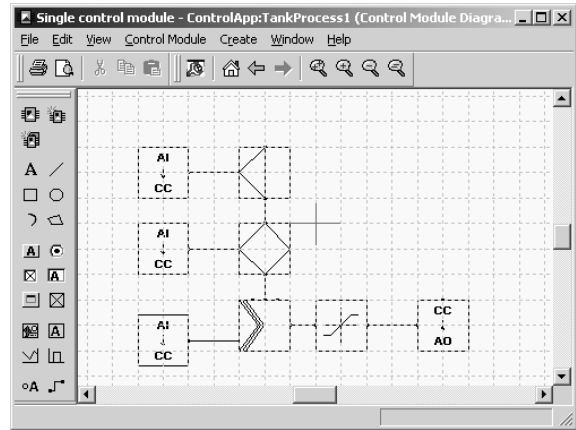 Single control module - ControlApp:TankProcess1 (Control Module Diagra...
File Edit View Control Module Create Window Help
A
A
A
A
oA
AI
CC
AI
CC
AI
CC
CC
AO